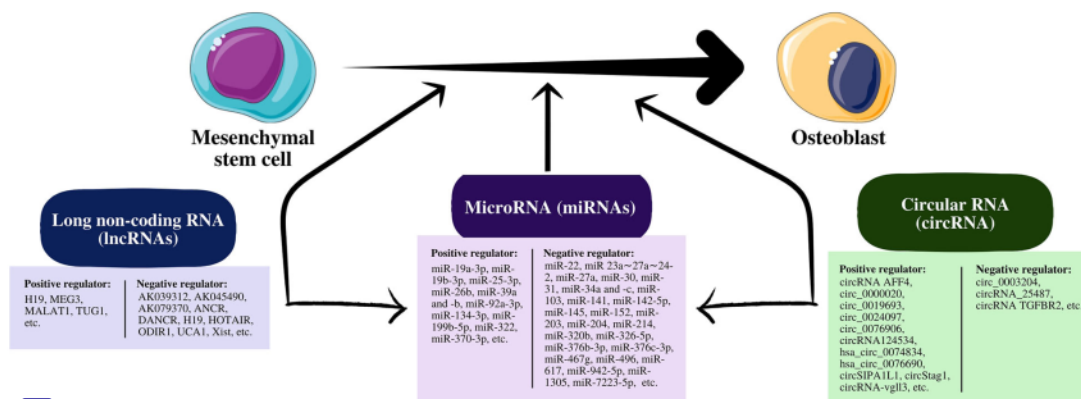 Mesenchymal
stem cell
Osteoblast
Long non-coding RNA
(lncRNAs)
Positive regulator:
H19, MEG3,
MALAT1, TUG1,
etc.
Negative regulator:
AK039312, AK045490,
AK079370, ANCR,
DANCR, H19, HOTAIR,
ODIR1, UCA1, Xist, etc.
MicroRNA (miRNAs)
Positive regulator:
miR-19a-3p, miR-
19b-3p, miR-25-3p,
miR-26b, miR-39a
and -b, miR-92a-3p,
miR-134-3p, miR-
199b-5p, miR-322,
miR-370-3p, etc.
Negative regulator:
miR-22, miR 23a~27a~24-
2, miR-27a, miR-30, miR-
31, miR-34a and -c, miR-
103, miR-141, miR-142-5p,
miR-145, miR-152, miR-
203, miR-204, miR-214,
miR-320b, miR-326-5p,
miR-376b-3p, miR-376c-3p,
miR-467g, miR-496, miR-
617, miR-942-5p, miR-
1305, miR-7223-5p, etc.
Circular RNA
(circRNA)
Positive regulator:
circRNA AFF4,
circ_0000020,
circ_0019693,
circ_0024097,
circ_0076906,
circRNA124534,
hsa_circ_0074834,
hsa_circ_0076690,
circSIPA1L1, circStag1,
circRNA-vgll3, etc.
Negative regulator:
circ_0003204,
circRNA_25487,
circRNA TGFBR2, etc